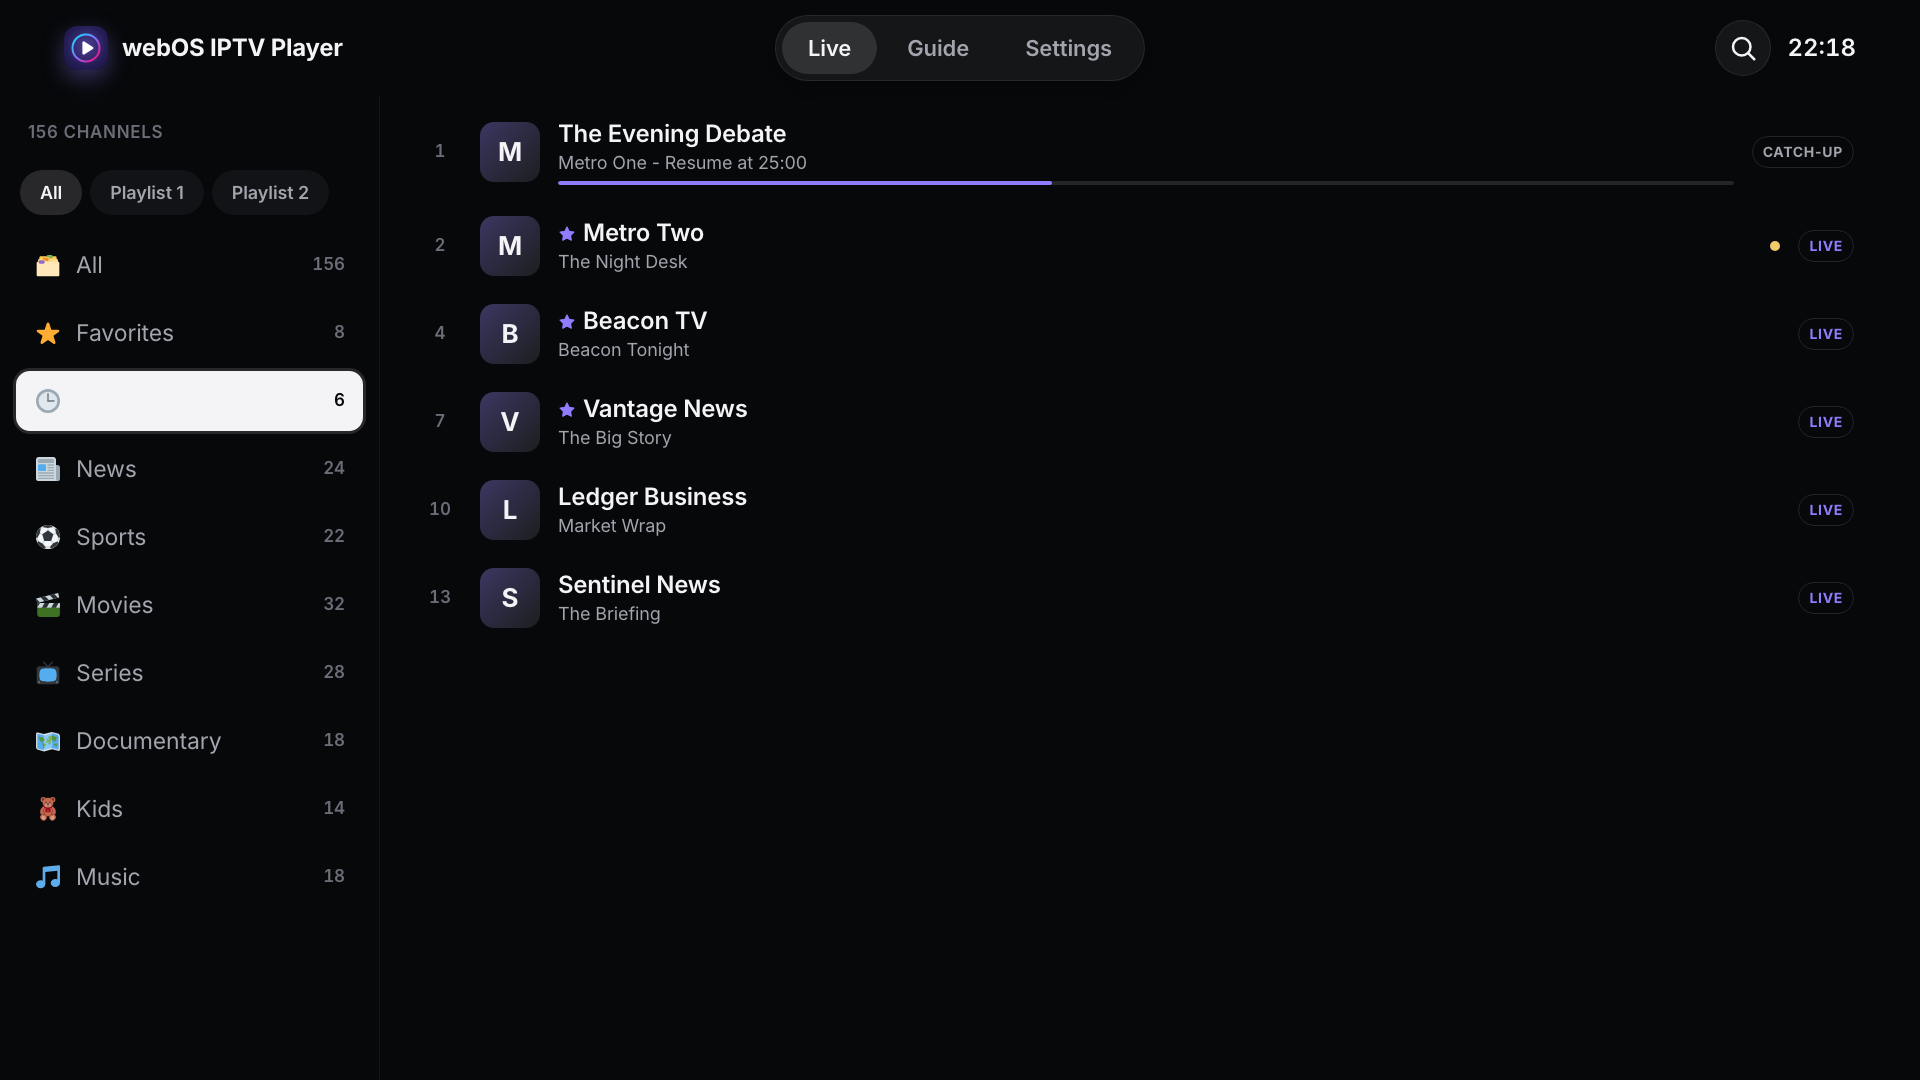 webOS IPTV Player
Live
Guide
Settings
22:18
156 CHANNELS
All
Playlist 1
Playlist 2
All
156
Favorites
8
6
News
24
Sports
22
Movies
32
Series
28
Documentary
18
Kids
14
Music
18
1
M
The Evening Debate
Metro One - Resume at 25:00
CATCH-UP
2
M
Metro Two
The Night Desk
LIVE
4
B
Beacon TV
Beacon Tonight
LIVE
7
V
Vantage News
The Big Story
LIVE
10
L
Ledger Business
Market Wrap
LIVE
13
S
Sentinel News
The Briefing
LIVE